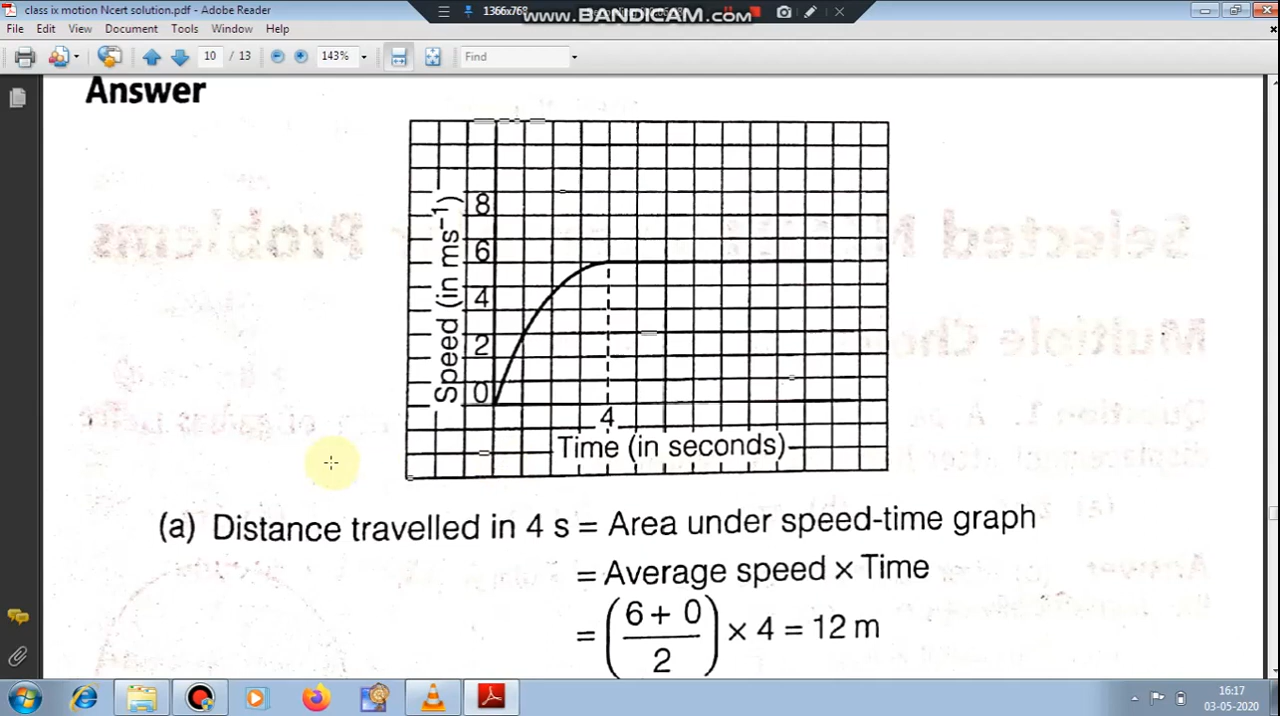 class ix motion Ncert solution.pdf - Adobe Reader
1366x768
www.BANDICAM.com
File Edit View Document Tools Window Help
10 / 13 143% Find
Answer
8
6
4
2
0
Speed (in ms⁻¹)
4
Time (in seconds)
(a) Distance travelled in 4 s = Area under speed-time graph
= Average speed × Time
= (6 + 0 / 2) × 4 = 12 m
16:17
03-05-2020